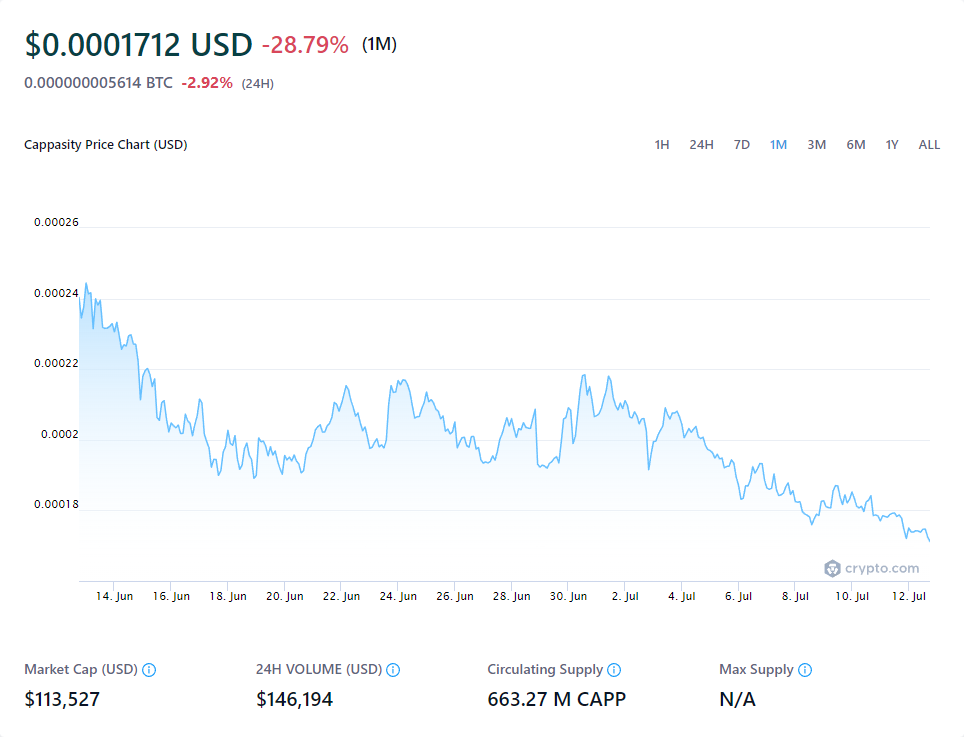 $0.0001712 USD -28.79% (1M)
0.000000005614 BTC -2.92% (24H)
Cappasity Price Chart (USD)
1H 24H 7D 1M 3M 6M 1Y ALL
0.00026
0.00024
0.00022
0.0002
0.00018
crypto.com
14. Jun 16. Jun 18. Jun 20. Jun 22. Jun 24. Jun 26. Jun 28. Jun 30. Jun 2. Jul 4. Jul 6. Jul 8. Jul 10. Jul 12. Jul
Market Cap (USD) 24H VOLUME (USD) Circulating Supply Max Supply
$113,527 $146,194 663.27 M CAPP N/A